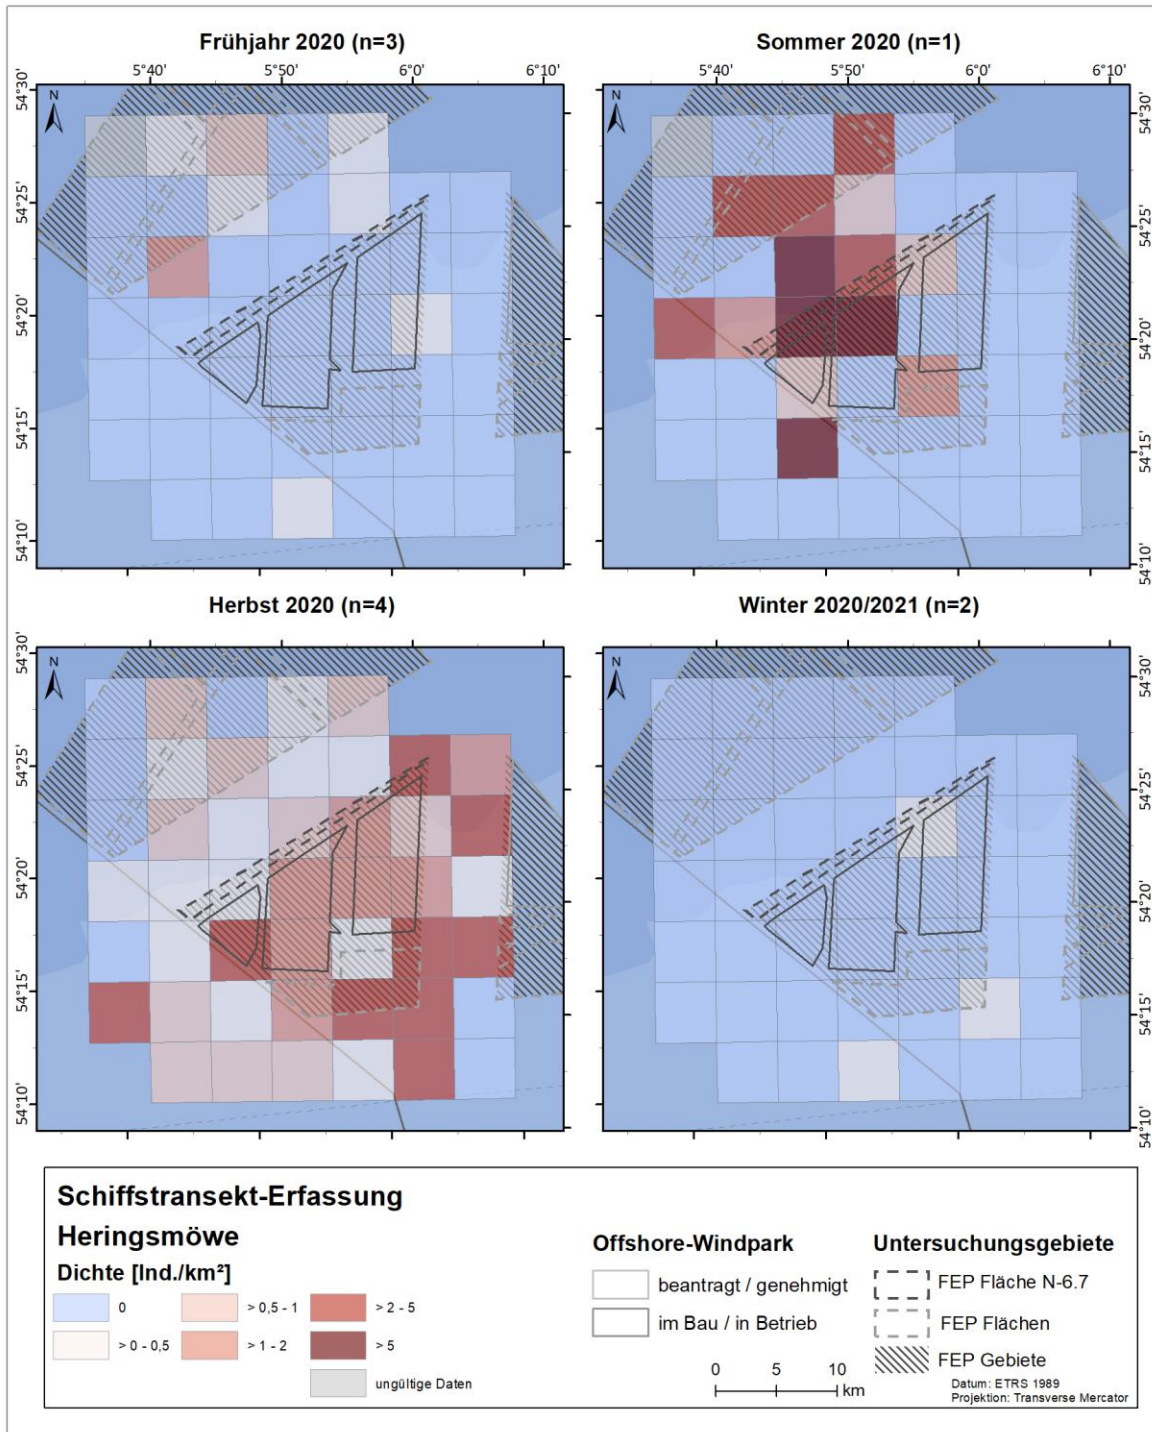 Frühjahr 2020 (n=3)
Sommer 2020 (n=1)
5°40' 5°50' 6°0' 6°10'
5°40' 5°50' 6°0' 6°10'
N
N
54°30'
54°25'
54°20'
54°15'
54°10'
54°30'
54°25'
54°20'
54°15'
54°10'
Herbst 2020 (n=4)
Winter 2020/2021 (n=2)
N
N
54°30'
54°25'
54°20'
54°15'
54°10'
54°30'
54°25'
54°20'
54°15'
54°10'
Schiffstransekt-Erfassung
Heringsmöwe
Dichte [Ind./km²]
0
> 0 - 0,5
> 0,5 - 1
> 1 - 2
> 2 - 5
> 5
ungültige Daten
Offshore-Windpark
beantragt / genehmigt
im Bau / in Betrieb
0 5 10
km
Untersuchungsgebiete
FEP Fläche N-6.7
FEP Flächen
FEP Gebiete
Datum: ETRS 1989
Projektion: Transverse Mercator